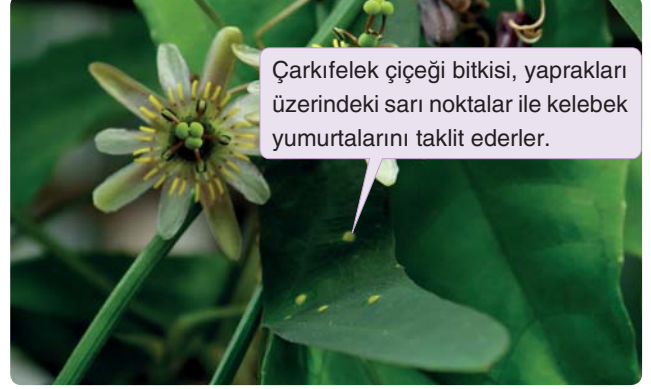 Çarkıfelek çiçeği bitkisi, yaprakları
üzerindeki sarı noktalar ile kelebek
yumurtalarını taklit ederler.